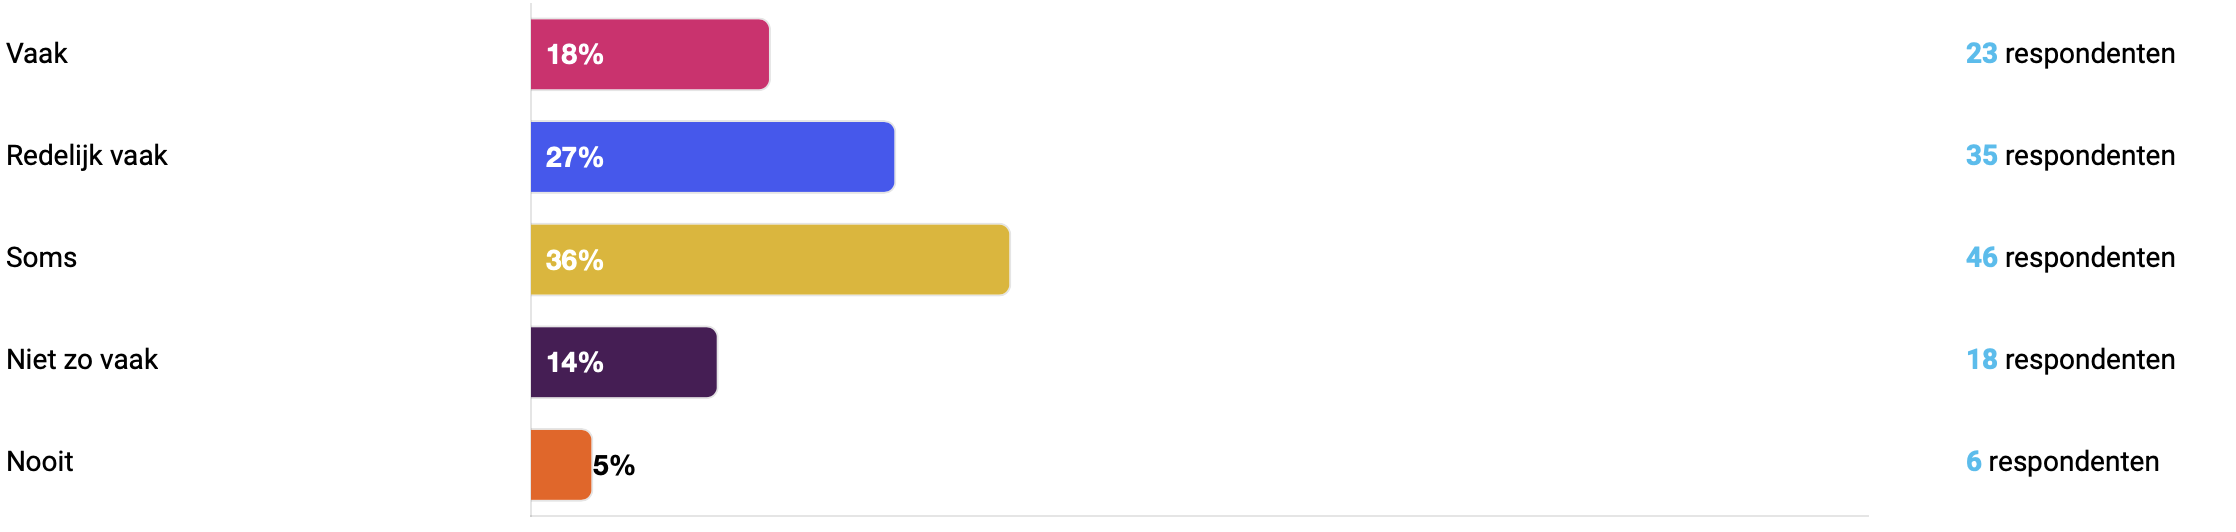 Vaak 18% 23 respondenten
Redelijk vaak 27% 35 respondenten
Soms 36% 46 respondenten
Niet zo vaak 14% 18 respondenten
Nooit 5% 6 respondenten